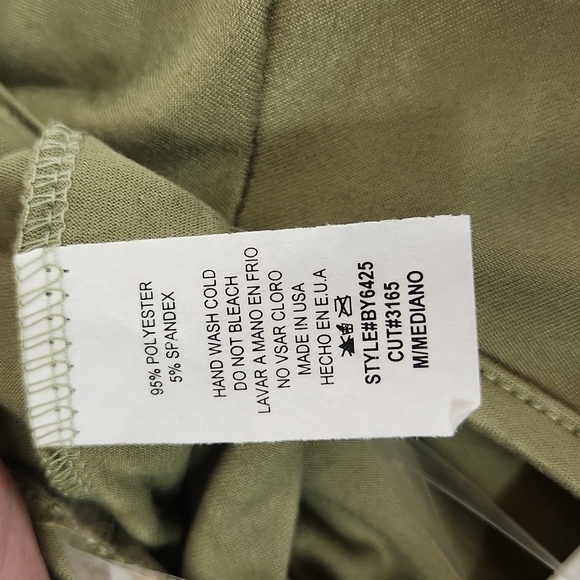 95% POLYESTER
5% SPANDEX
HAND WASH COLD
DO NOT BLEACH
LAVAR A MANO EN FRIO
NO VSAR CLORO
MADE IN USA
HECHO EN E.U.A
STYLE#BY6425
CUT#3165
M/MEDIANO